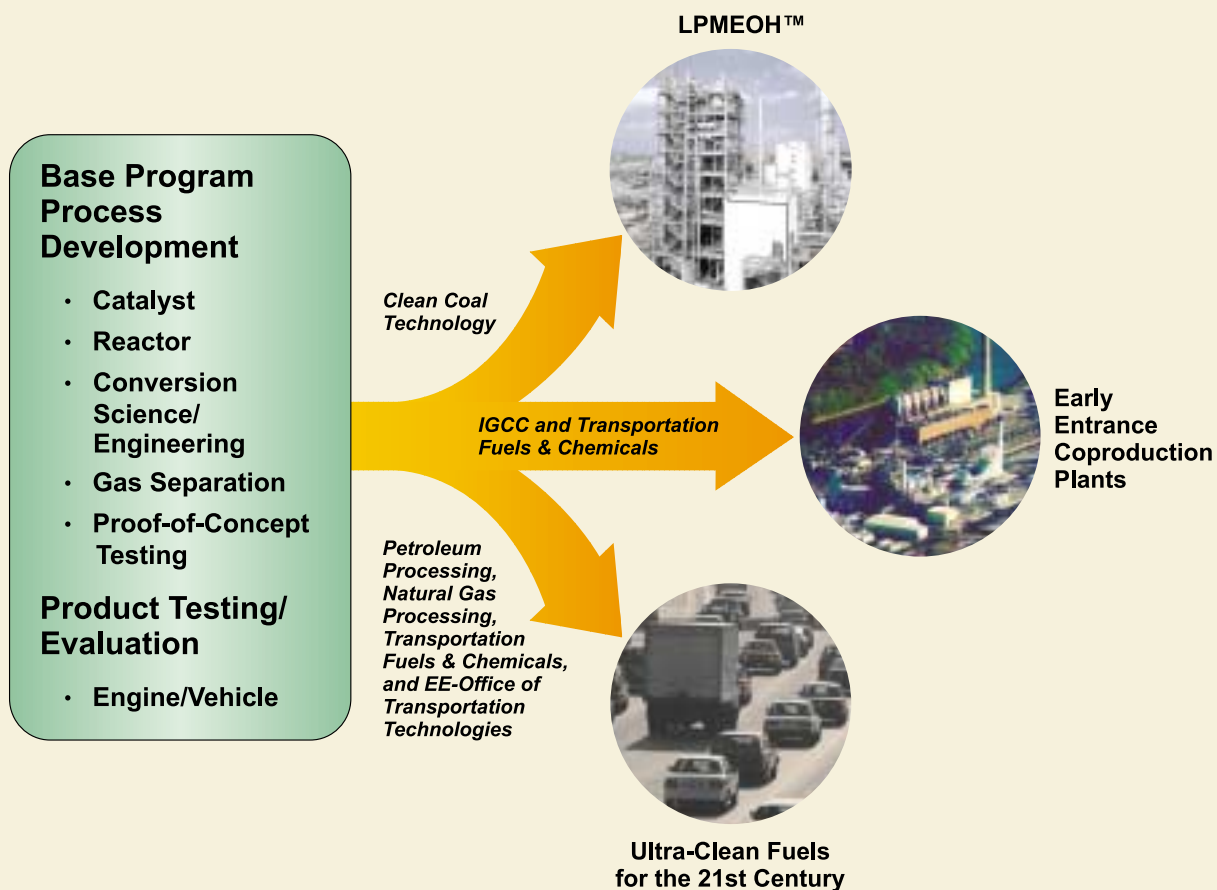 LPMEOH™
Base Program
Process
Development
· Catalyst
· Reactor
· Conversion
Science/
Engineering
· Gas Separation
· Proof-of-Concept
Testing
Product Testing/
Evaluation
· Engine/Vehicle
Clean Coal
Technology
IGCC and Transportation
Fuels & Chemicals
Early
Entrance
Coproduction
Plants
Petroleum
Processing,
Natural Gas
Processing,
Transportation
Fuels & Chemicals,
and EE-Office of
Transportation
Technologies
Ultra-Clean Fuels
for the 21st Century